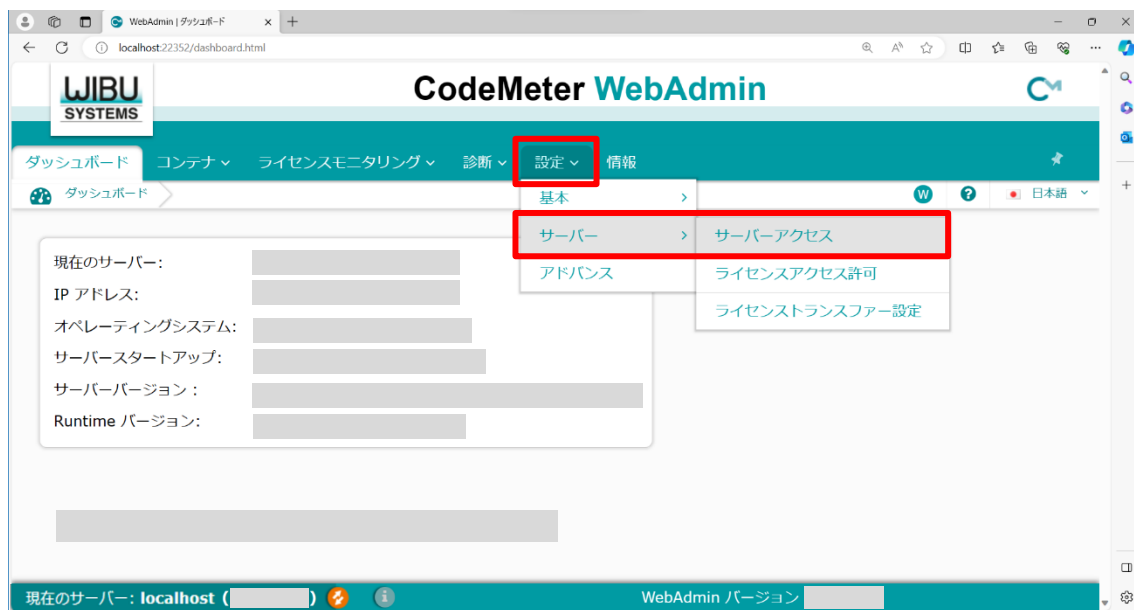 WebAdmin | ダッシュボード
localhost:22352/dashboard.html
WIBU
SYSTEMS
CodeMeter WebAdmin
CM
ダッシュボード コンテナ ライセンスモニタリング 診断 設定 情報
ダッシュボード
W ? 日本語
基本
サーバー
アドバンス
サーバーアクセス
ライセンスアクセス許可
ライセンストランスファー設定
現在のサーバー:
IP アドレス:
オペレーティングシステム:
サーバースタートアップ:
サーバーバージョン :
Runtime バージョン:
現在のサーバー: localhost ( ) i WebAdmin バージョン